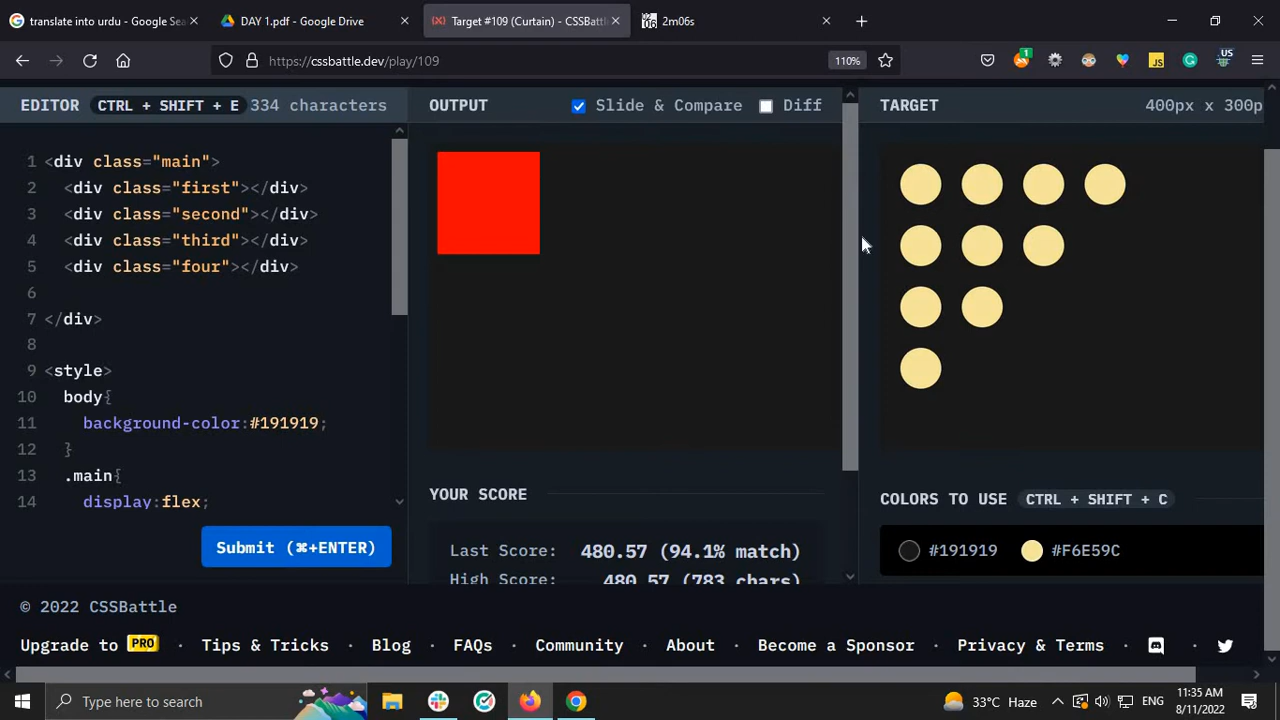 translate into urdu - Google Sea
DAY 1.pdf - Google Drive
Target #109 (Curtain) - CSSBattl
2m06s
https://cssbattle.dev/play/109
110%
1
JS
US
EDITOR CTRL + SHIFT + E 334 characters
OUTPUT
Slide & Compare
Diff
TARGET
400px x 300p
1 <div class="main">
2 <div class="first"></div>
3 <div class="second"></div>
4 <div class="third"></div>
5 <div class="four"></div>
6
7 </div>
8
9 <style>
10 body{
11 background-color:#191919;
12 }
13 .main{
14 display:flex;
Submit (⌘+ENTER)
YOUR SCORE
Last Score: 480.57 (94.1% match)
High Score: 480.57 (783 chars)
COLORS TO USE CTRL + SHIFT + C
#191919 #F6E59C
© 2022 CSSBattle
Upgrade to PRO · Tips & Tricks · Blog · FAQs · Community · About · Become a Sponsor · Privacy & Terms ·
Type here to search
33°C Haze
ENG
11:35 AM
8/11/2022